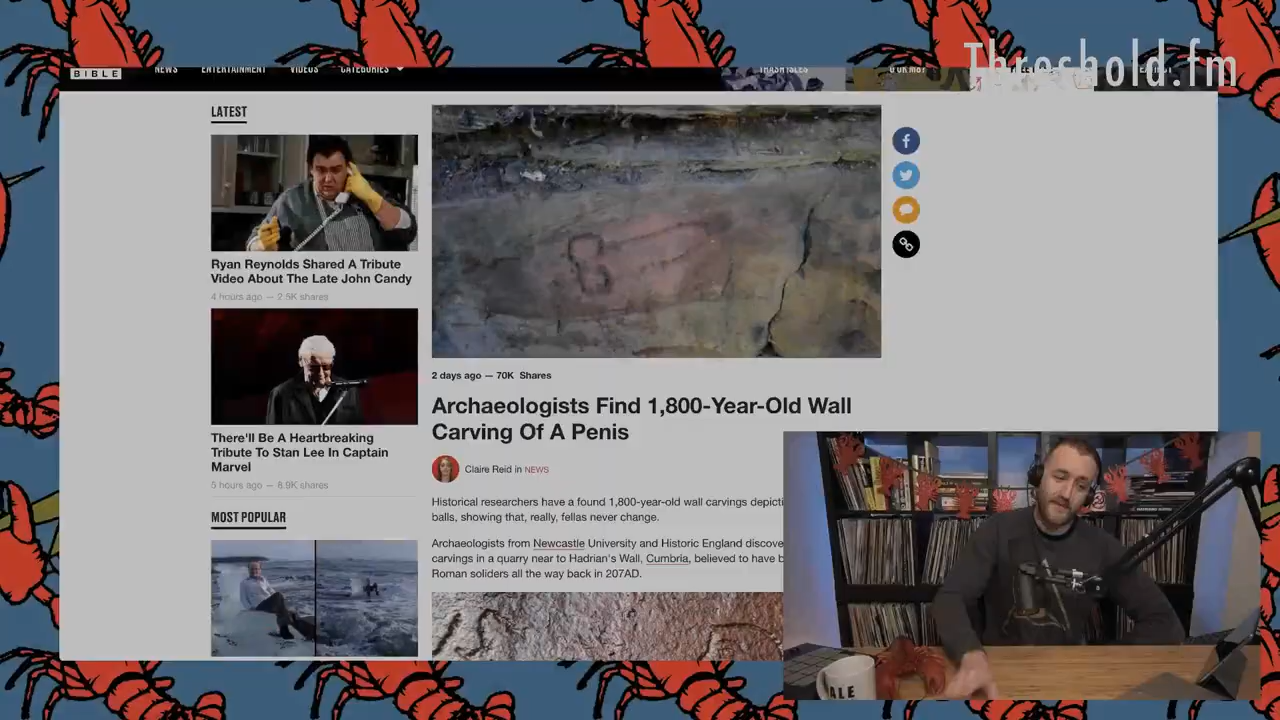 Threshold.fm
BIBLE
NEWS ENTERTAINMENT VIDEOS CATEGORIES
LATEST
Ryan Reynolds Shared A Tribute
Video About The Late John Candy
4 hours ago — 2.5K shares
There'll Be A Heartbreaking
Tribute To Stan Lee In Captain
Marvel
5 hours ago — 8.9K shares
MOST POPULAR
2 days ago — 70K Shares
Archaeologists Find 1,800-Year-Old Wall
Carving Of A Penis
Claire Reid in NEWS
Historical researchers have a found 1,800-year-old wall carvings depicti
balls, showing that, really, fellas never change.
Archaeologists from Newcastle University and Historic England discove
carvings in a quarry near to Hadrian's Wall, Cumbria, believed to have b
Roman soliders all the way back in 207AD.
ALE